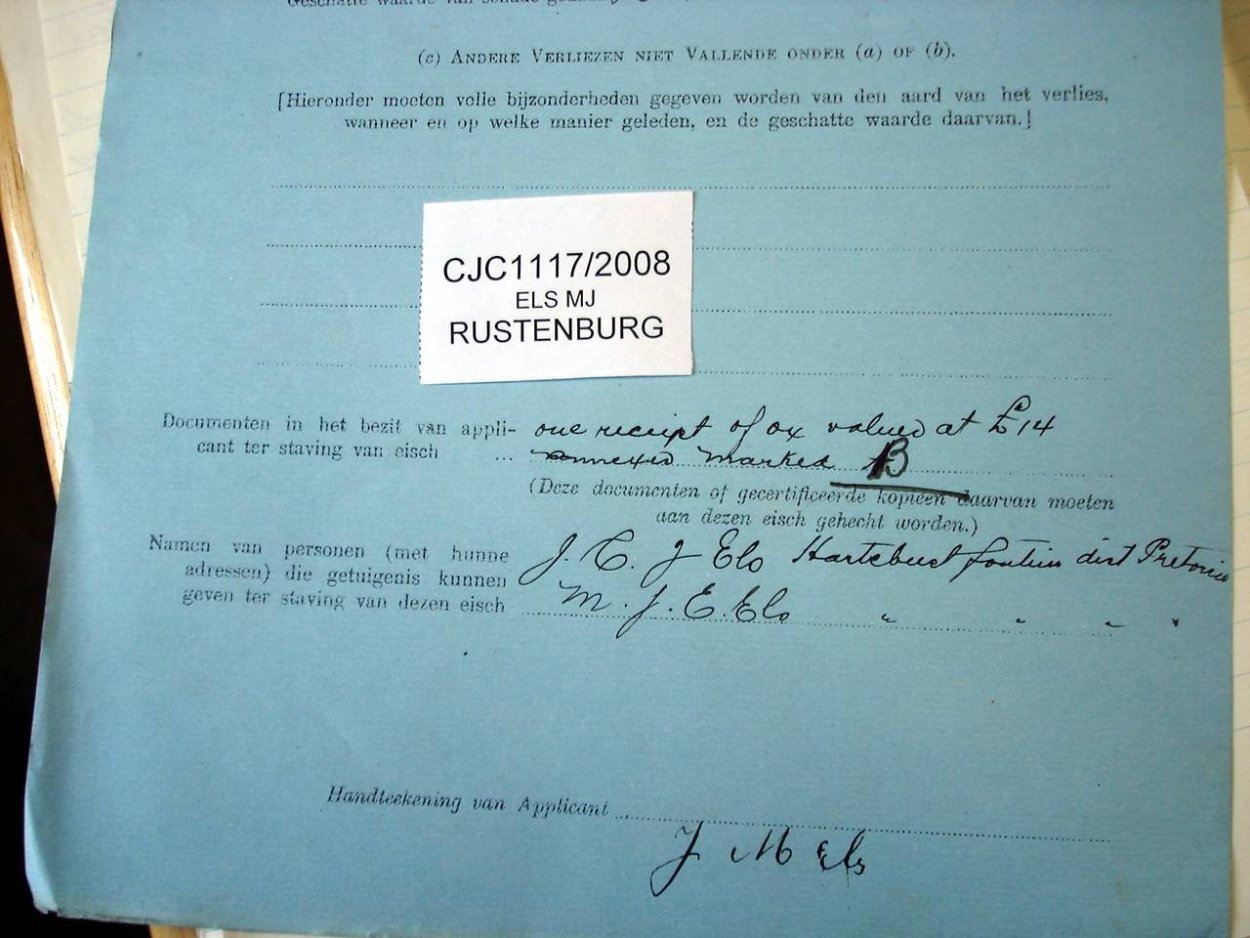 (c) ANDERE VERLIEZEN NIET VALLENDE ONDER (a) OF (b).
[Hieronder moeten volle bijzonderheden gegeven worden van den aard van het verlies,
wanneer en op welke manier geleden, en de geschatte waarde daarvan.]
CJC1117/2008
ELS MJ
RUSTENBURG
Documenten in het bezit van appli- one receipt of ox valued at £14
cant ter staving van eisch ... annexed marked B
(Deze documenten of gecertificeerde kopieën daarvan moeten
aan dezen eisch gehecht worden.)
Namen van personen (met hunne J. C. J Els Hartebeestfontein dist Pretoria
adressen) die getuigenis kunnen
geven ter staving van dezen eisch M. J. E. Els " " " "
Handteekening van Applicant
J M Els